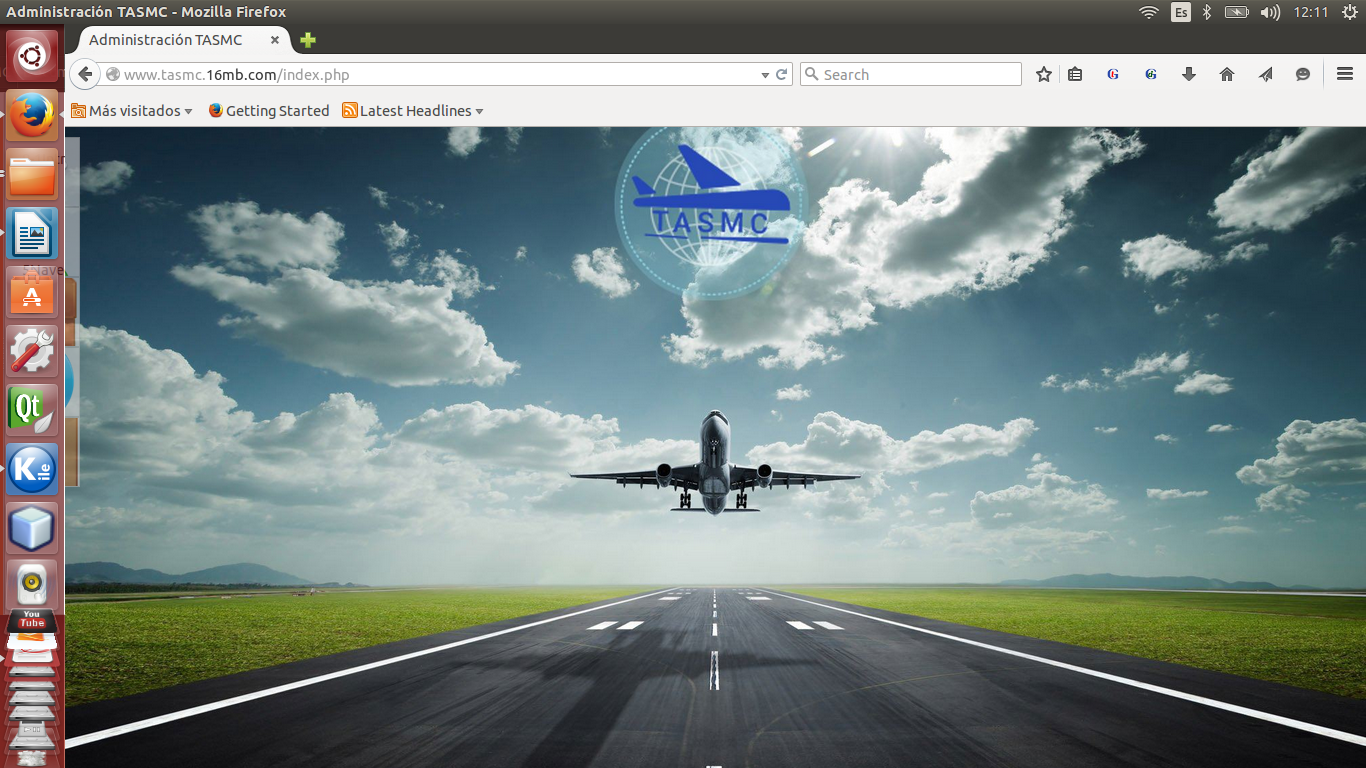 Administración TASMC - Mozilla Firefox
Es
12:11
Administración TASMC
www.tasmc.16mb.com/index.php
Search
Más visitados
Getting Started
Latest Headlines
TASMC
Qt
Kile
You
Tube